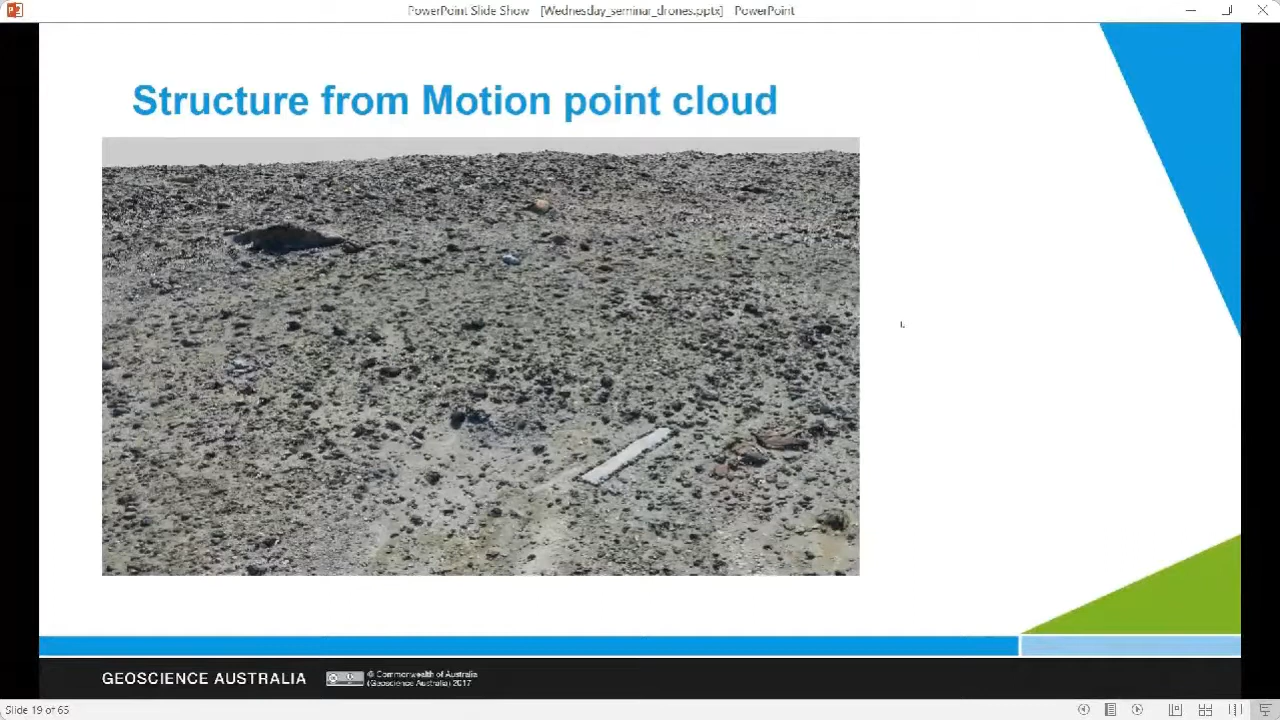 PowerPoint Slide Show - [Wednesday_seminar_drones.pptx] - PowerPoint
Structure from Motion point cloud
GEOSCIENCE AUSTRALIA
© Commonwealth of Australia
(Geoscience Australia) 2017
Slide 19 of 65